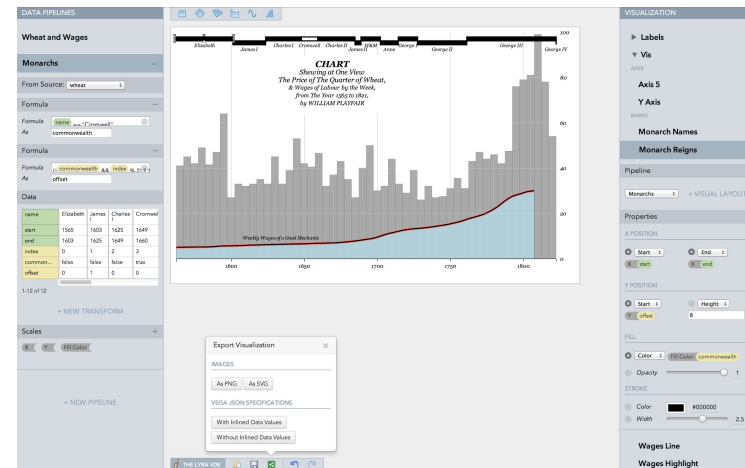 DATA PIPELINES
Wheat and Wages
Monarchs
From Source: wheat
Formula
Formula name == "Cromwell"
As commonwealth
Formula
Formula commonwealth && index %
As offset
Data
name Elizabeth James I Charles I Cromwel
start 1565 1603 1625 1649
end 1603 1625 1649 1660
index 0 1 2 3
common... false false false true
offset 0 1 0 0
1-12 of 12
+ NEW TRANSFORM
Scales +
X Y Fill Color
+ NEW PIPELINE
Elizabeth James I Charles I Cromwell Charles II James II W&M Anne George I George II George III George IV
CHART
Shewing at One View
The Price of The Quarter of Wheat,
& Wages of Labour by the Week,
from The Year 1565 to 1821,
by WILLIAM PLAYFAIR
100
80
60
40
20
0
Weekly Wages of a Good Mechanic
1600 1650 1700 1750 1800
Export Visualization ×
IMAGES
As PNG As SVG
VEGA JSON SPECIFICATIONS
With Inlined Data Values
Without Inlined Data Values
THE LYRA VDE
VISUALIZATION
Labels
Vis
AXES
Axis 5
Y Axis
MARKS
Monarch Names
Monarch Reigns
Pipeline
Monarchs + VISUAL LAYOUT
Properties
X POSITION
Start End
X start X end
Y POSITION
Start Height
Y offset 8
FILL
Color Fill Color commonwealth
Opacity 1
STROKE
Color #000000
Width 2.5
Wages Line
Wages Highlight